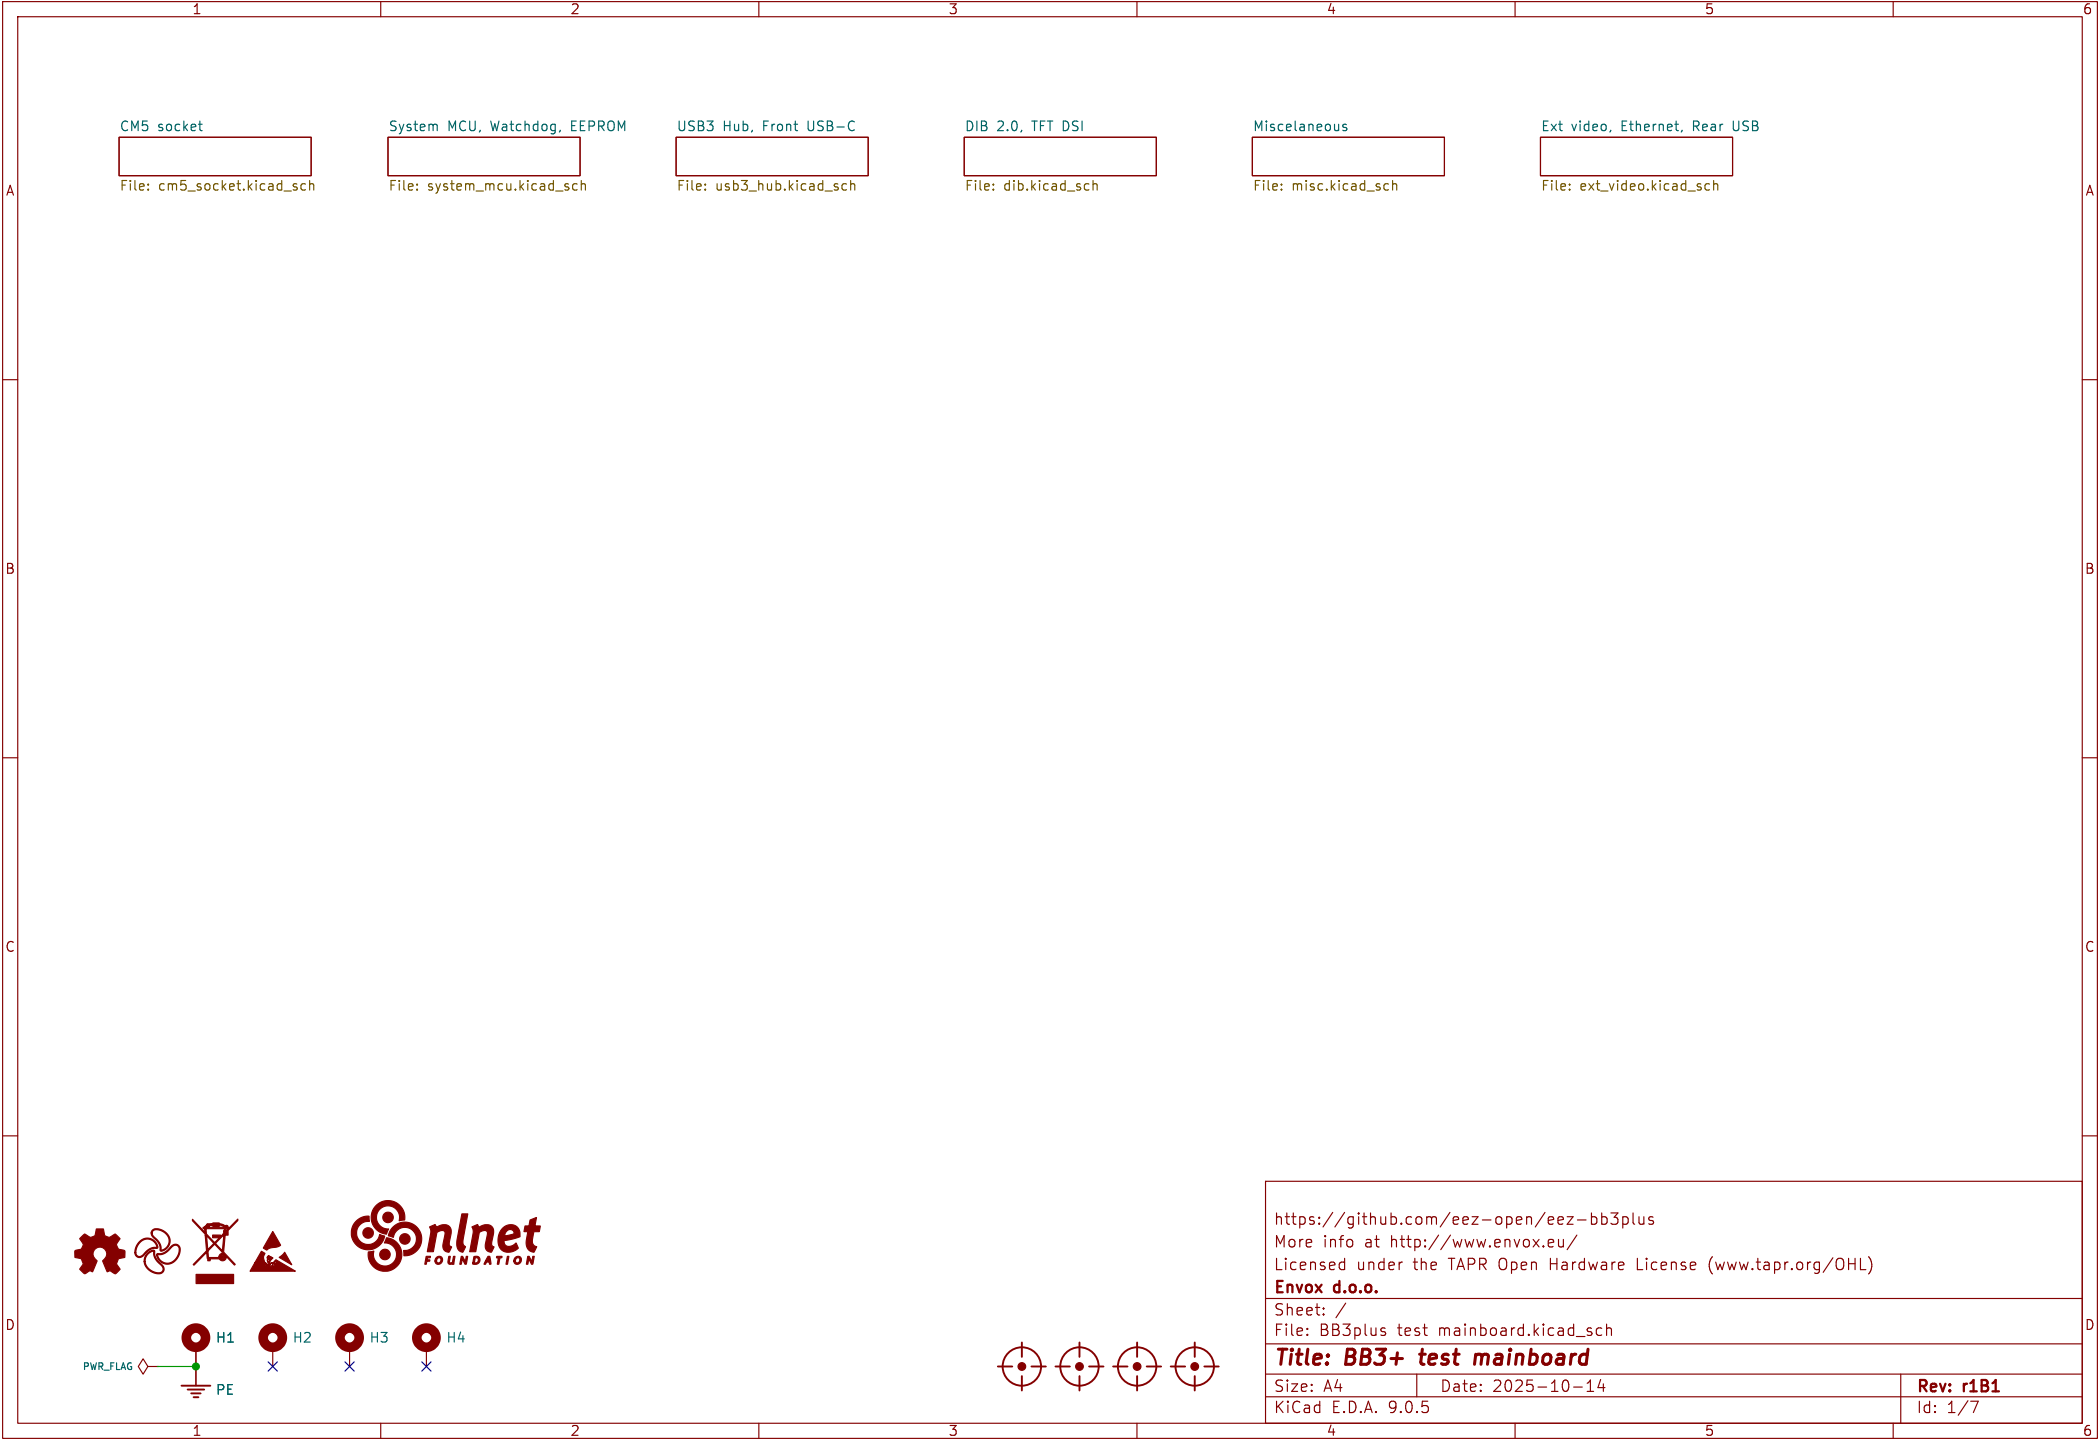 1 2 3 4 5 6
CM5 socket
File: cm5_socket.kicad_sch
System MCU, Watchdog, EEPROM
File: system_mcu.kicad_sch
USB3 Hub, Front USB-C
File: usb3_hub.kicad_sch
DIB 2.0, TFT DSI
File: dib.kicad_sch
Miscelaneous
File: misc.kicad_sch
Ext video, Ethernet, Rear USB
File: ext_video.kicad_sch
A A
B B
C C
D D
nlnet
FOUNDATION
H1 H2 H3 H4
PWR_FLAG
PE
https://github.com/eez-open/eez-bb3plus
More info at http://www.envox.eu/
Licensed under the TAPR Open Hardware License (www.tapr.org/OHL)
Envox d.o.o.
Sheet: /
File: BB3plus test mainboard.kicad_sch
Title: BB3+ test mainboard
Size: A4 Date: 2025-10-14 Rev: r1B1
KiCad E.D.A. 9.0.5 Id: 1/7
1 2 3 4 5 6